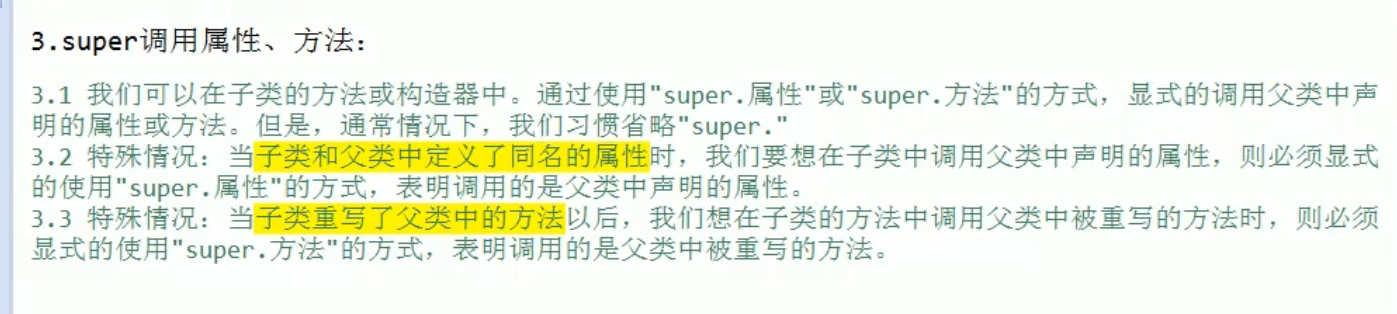 3.super调用属性、方法:
3.1 我们可以在子类的方法或构造器中。通过使用"super.属性"或"super.方法"的方式，显式的调用父类中声
明的属性或方法。但是，通常情况下，我们习惯省略"super."
3.2 特殊情况：当子类和父类中定义了同名的属性时，我们要想在子类中调用父类中声明的属性，则必须显式
的使用"super.属性"的方式，表明调用的是父类中声明的属性。
3.3 特殊情况：当子类重写了父类中的方法以后，我们想在子类的方法中调用父类中被重写的方法时，则必须
显式的使用"super.方法"的方式，表明调用的是父类中被重写的方法。